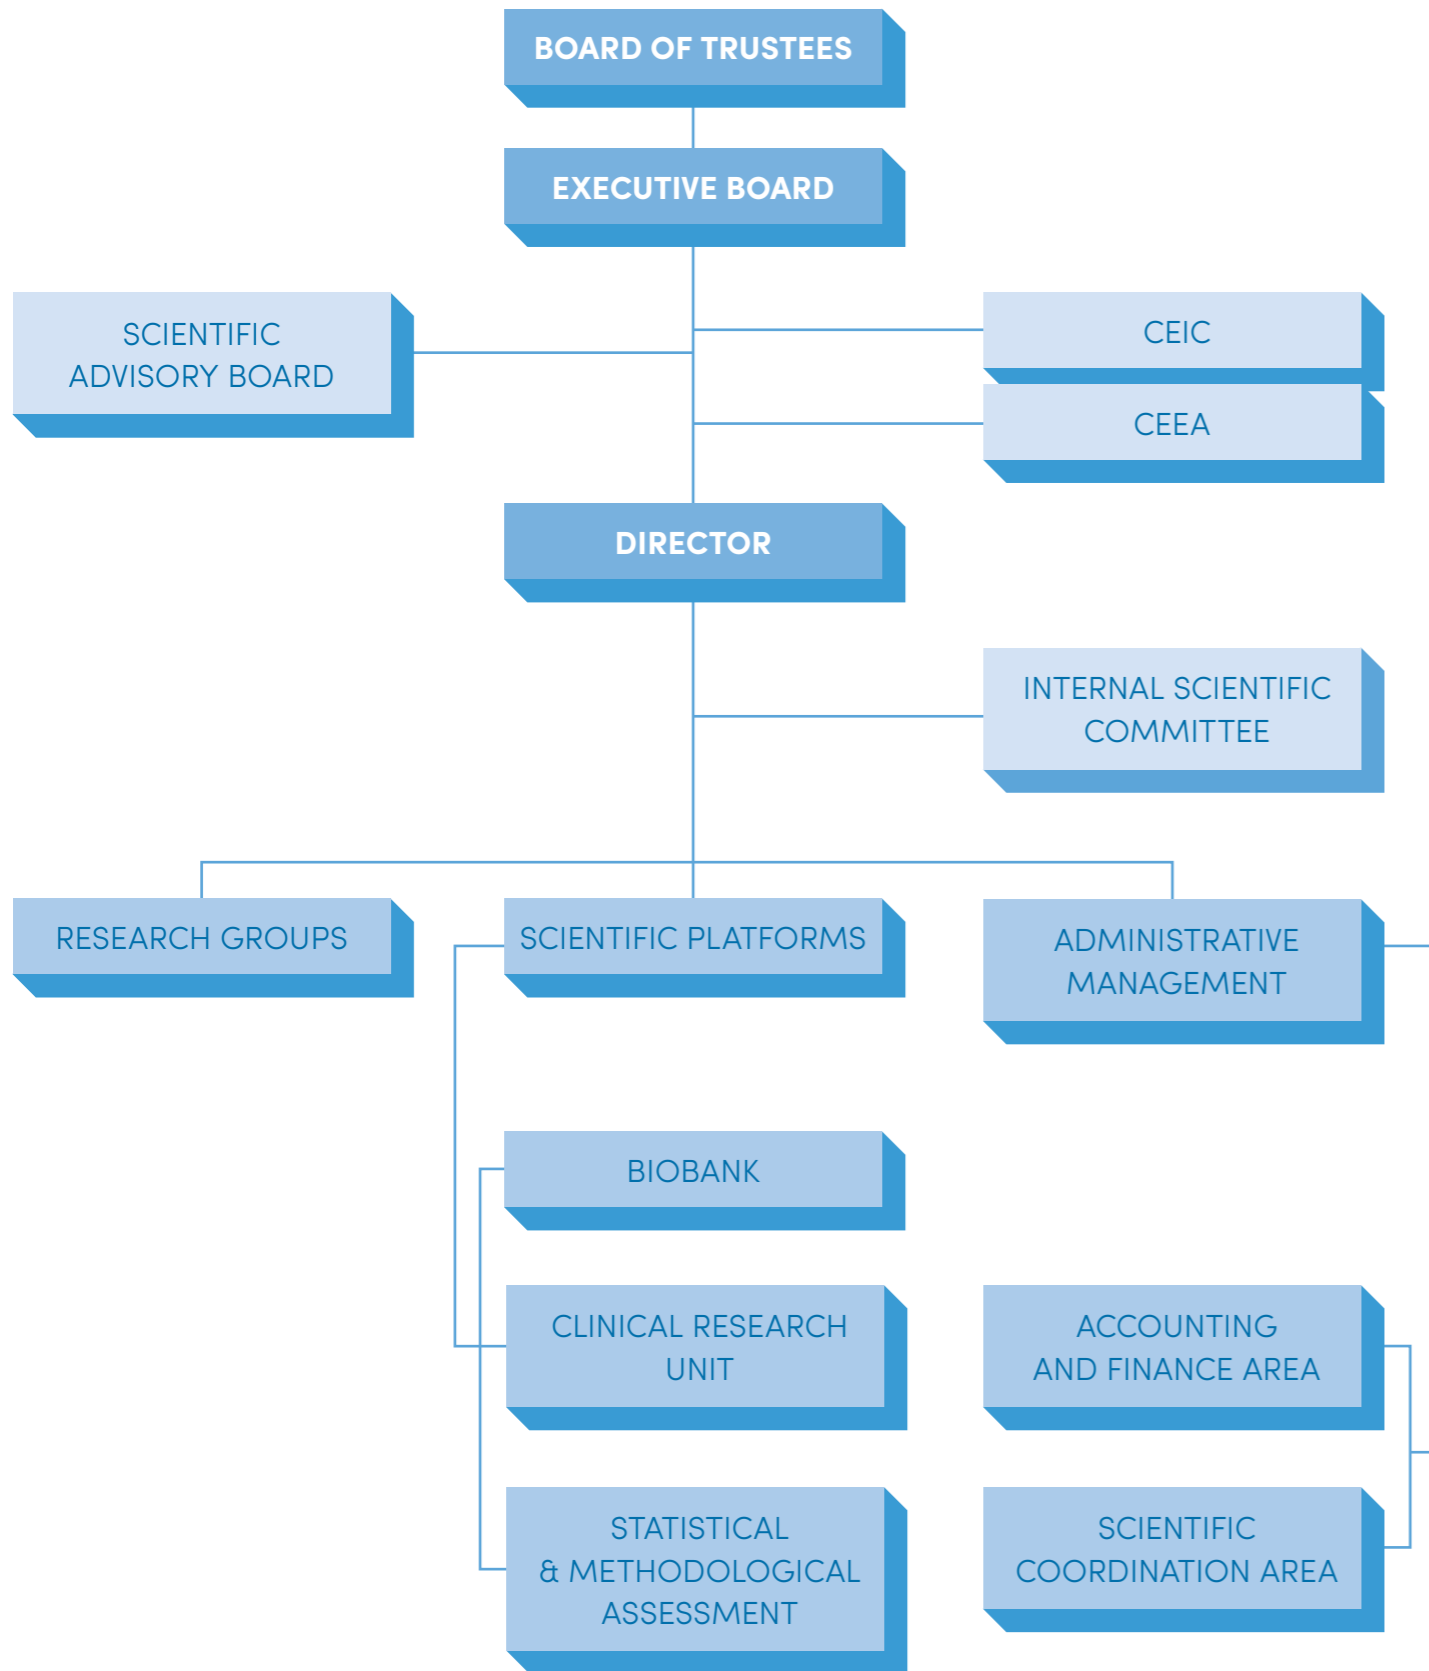 BOARD OF TRUSTEES
EXECUTIVE BOARD
SCIENTIFIC
ADVISORY BOARD
CEIC
CEEA
DIRECTOR
INTERNAL SCIENTIFIC
COMMITTEE
RESEARCH GROUPS
SCIENTIFIC PLATFORMS
ADMINISTRATIVE
MANAGEMENT
BIOBANK
CLINICAL RESEARCH
UNIT
ACCOUNTING
AND FINANCE AREA
STATISTICAL
& METHODOLOGICAL
ASSESSMENT
SCIENTIFIC
COORDINATION AREA